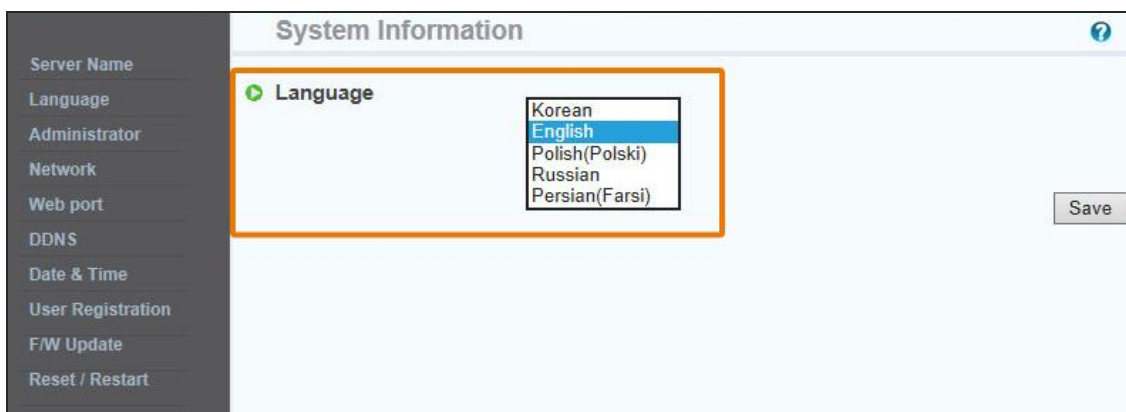 System Information
?
Server Name
Language
Administrator
Network
Web port
DDNS
Date & Time
User Registration
F/W Update
Reset / Restart
Language
Korean
English
Polish(Polski)
Russian
Persian(Farsi)
Save